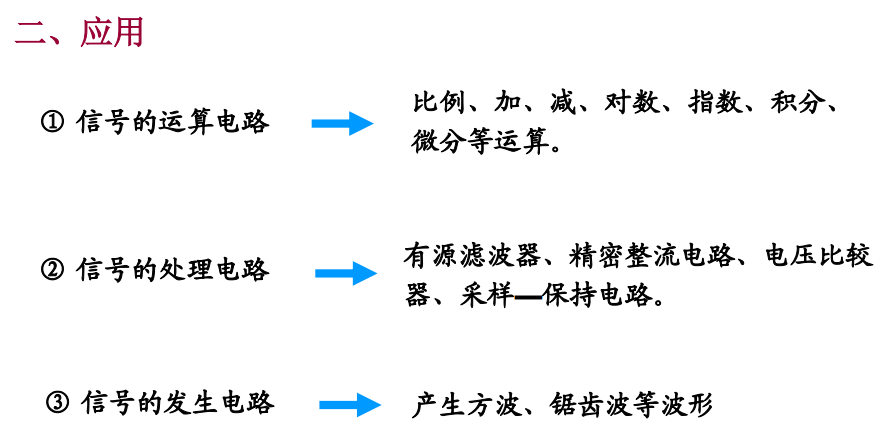 二、应用
① 信号的运算电路
比例、加、减、对数、指数、积分、
微分等运算。
② 信号的处理电路
有源滤波器、精密整流电路、电压比较
器、采样—保持电路。
③ 信号的发生电路
产生方波、锯齿波等波形